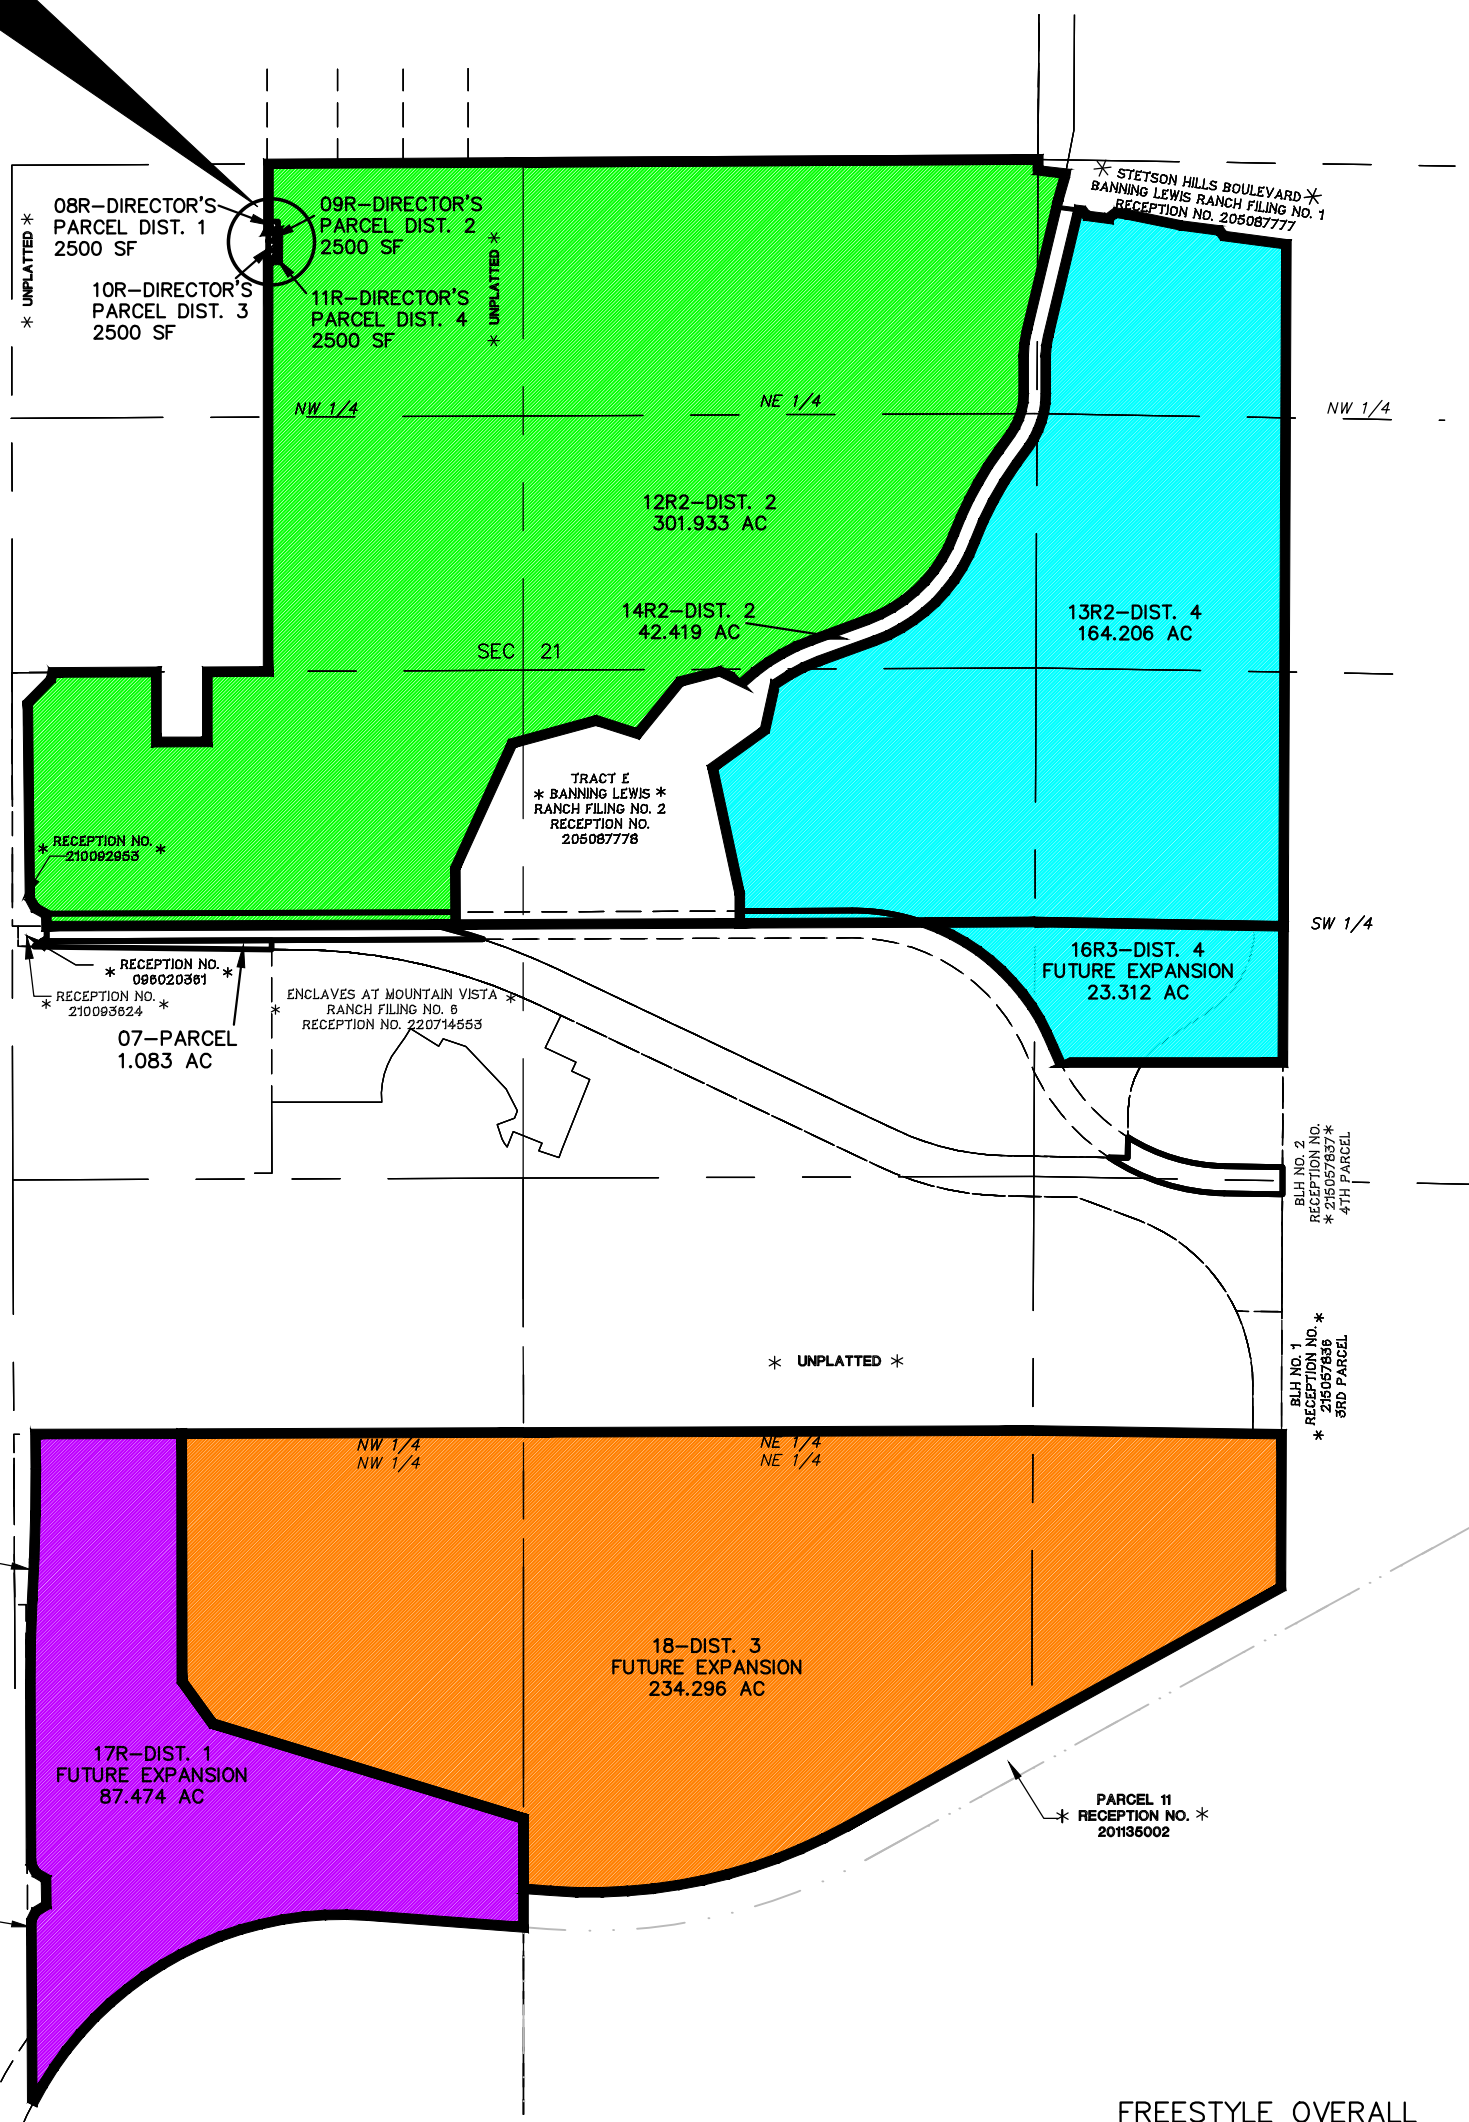 * STETSON HILLS BOULEVARD *
BANNING LEWIS RANCH FILING NO. 1
RECEPTION NO. 205087777
08R-DIRECTOR'S
PARCEL DIST. 1
2500 SF
09R-DIRECTOR'S
PARCEL DIST. 2
2500 SF
* UNPLATTED *
* UNPLATTED *
10R-DIRECTOR'S
PARCEL DIST. 3
2500 SF
11R-DIRECTOR'S
PARCEL DIST. 4
2500 SF
NW 1/4
NE 1/4
NW 1/4
12R2-DIST. 2
301.933 AC
14R2-DIST. 2
42.419 AC
13R2-DIST. 4
164.206 AC
SEC 21
TRACT E
* BANNING LEWIS *
RANCH FILING NO. 2
RECEPTION NO.
205087778
* RECEPTION NO. *
210092953
SW 1/4
16R3-DIST. 4
FUTURE EXPANSION
23.312 AC
* RECEPTION NO. *
096020361
* RECEPTION NO. *
210093624
* ENCLAVES AT MOUNTAIN VISTA *
RANCH FILING NO. 6
RECEPTION NO. 220714553
07-PARCEL
1.083 AC
BLH NO. 2
RECEPTION NO.
* 215057837 *
4TH PARCEL
BLH NO. 1
RECEPTION NO.
* 215057836 *
3RD PARCEL
* UNPLATTED *
NW 1/4
NW 1/4
NE 1/4
NE 1/4
18-DIST. 3
FUTURE EXPANSION
234.296 AC
17R-DIST. 1
FUTURE EXPANSION
87.474 AC
PARCEL 11
* RECEPTION NO. *
201135002
FREESTYLE OVERALL